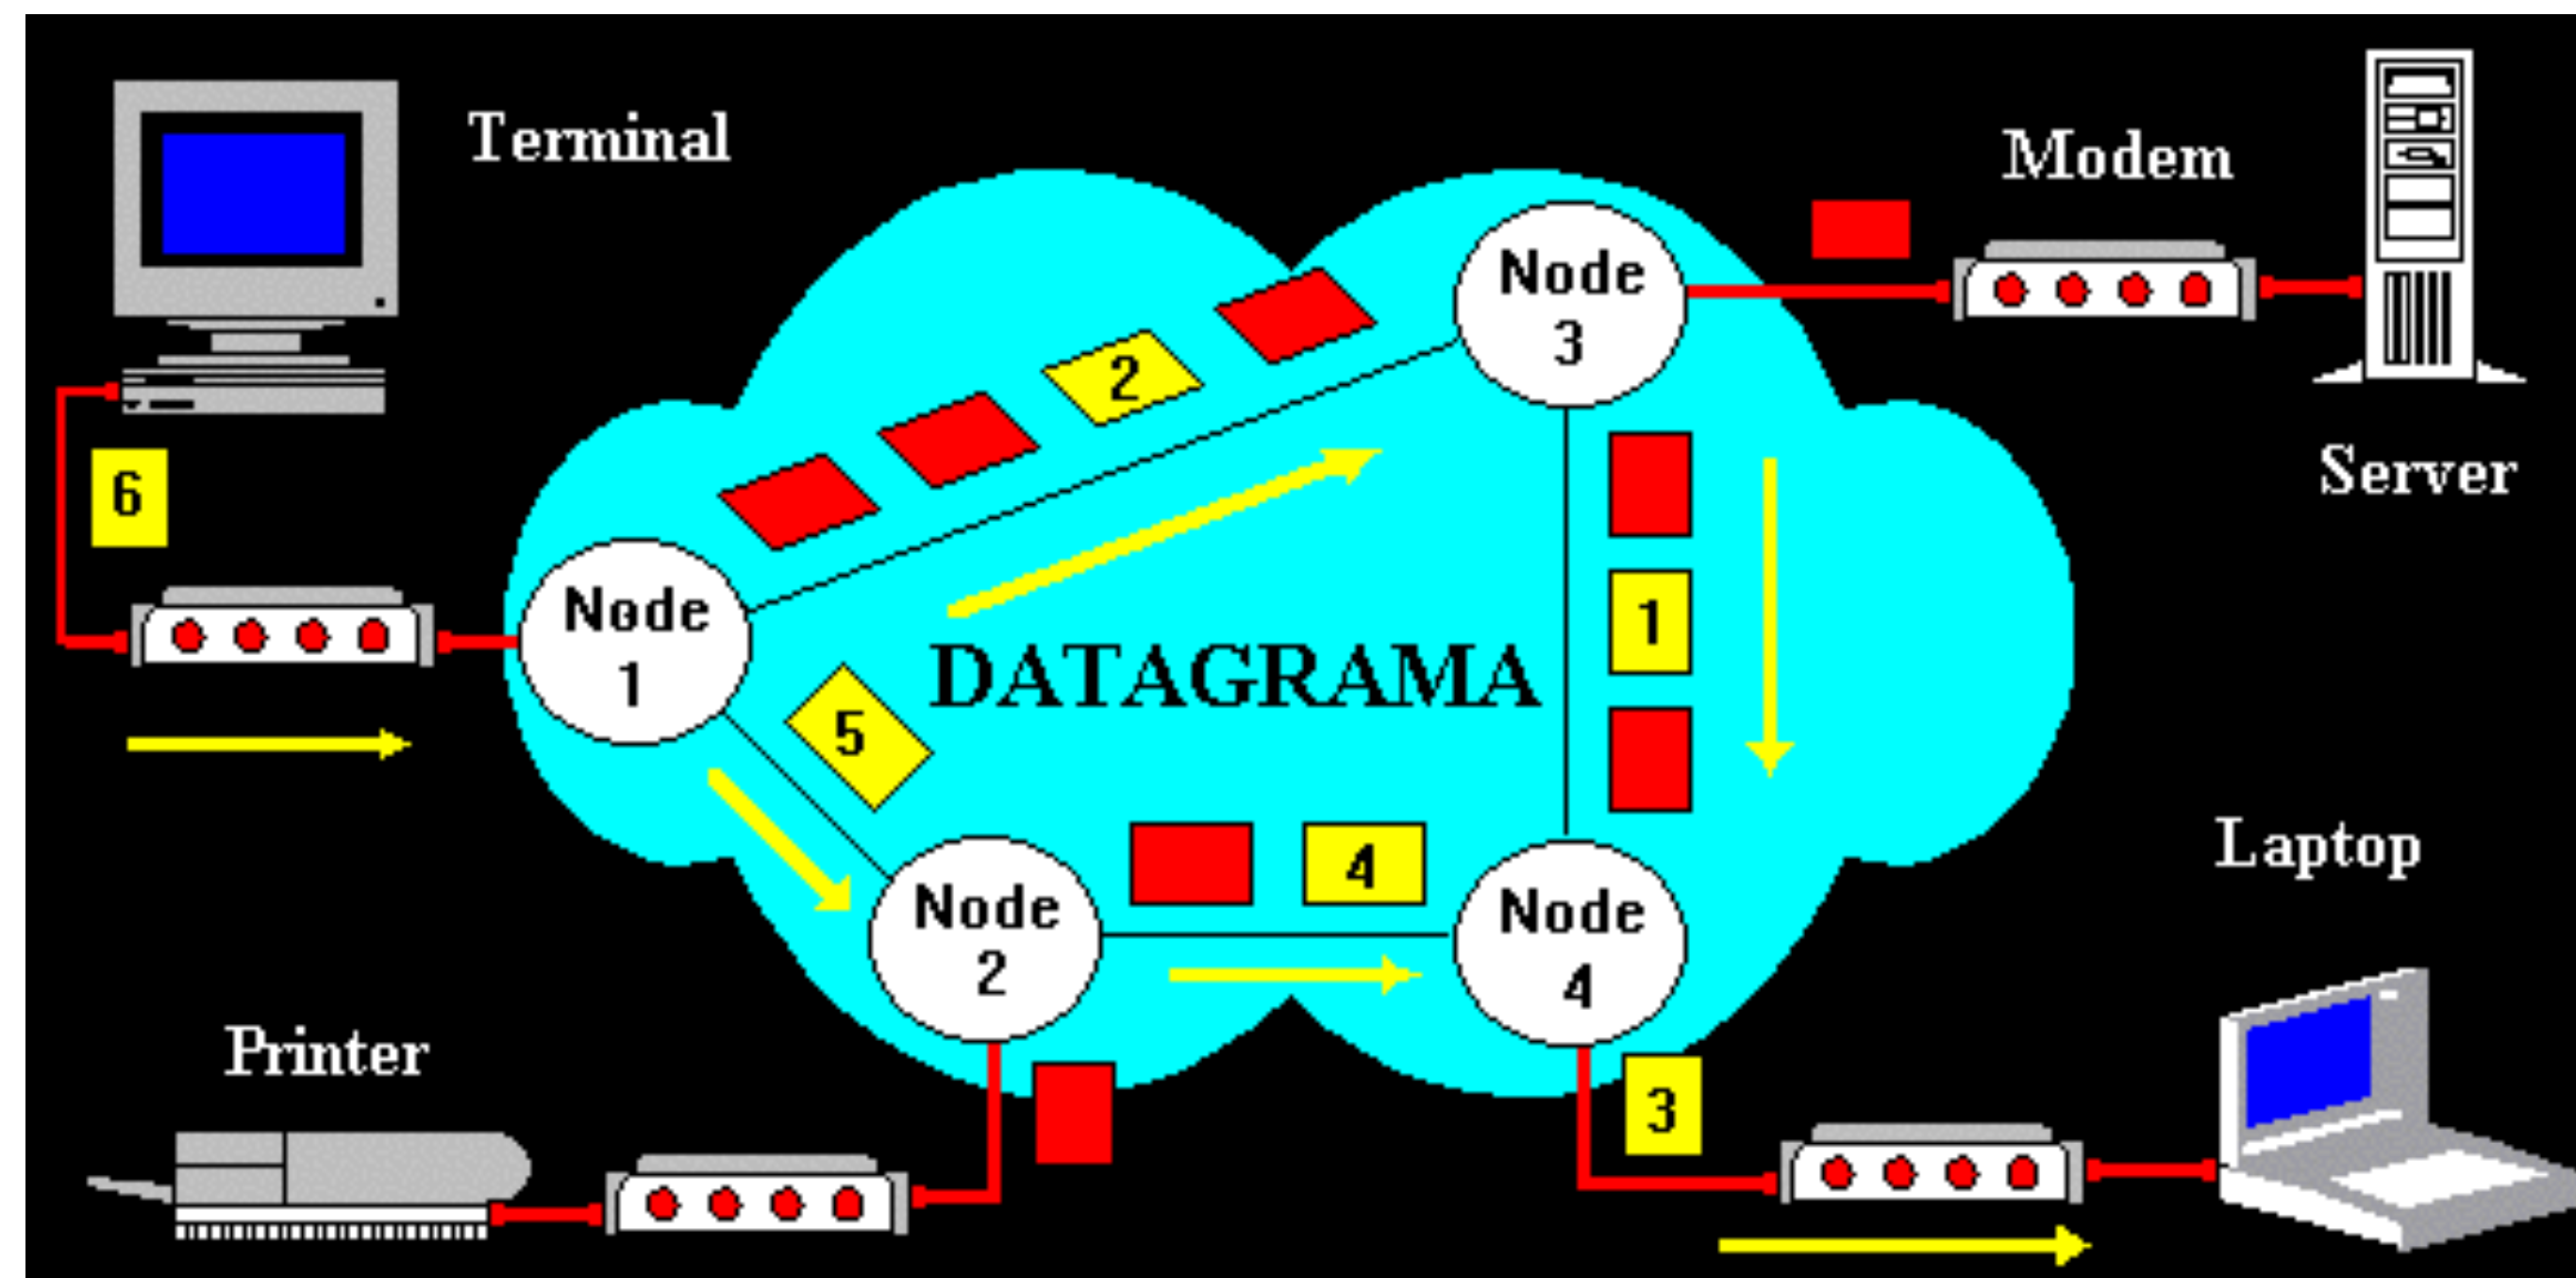 Terminal
Modem
Server
Node
3
2
6
1
Node
1
DATAGRAMA
5
4
Laptop
Node
2
Node
4
Printer
3